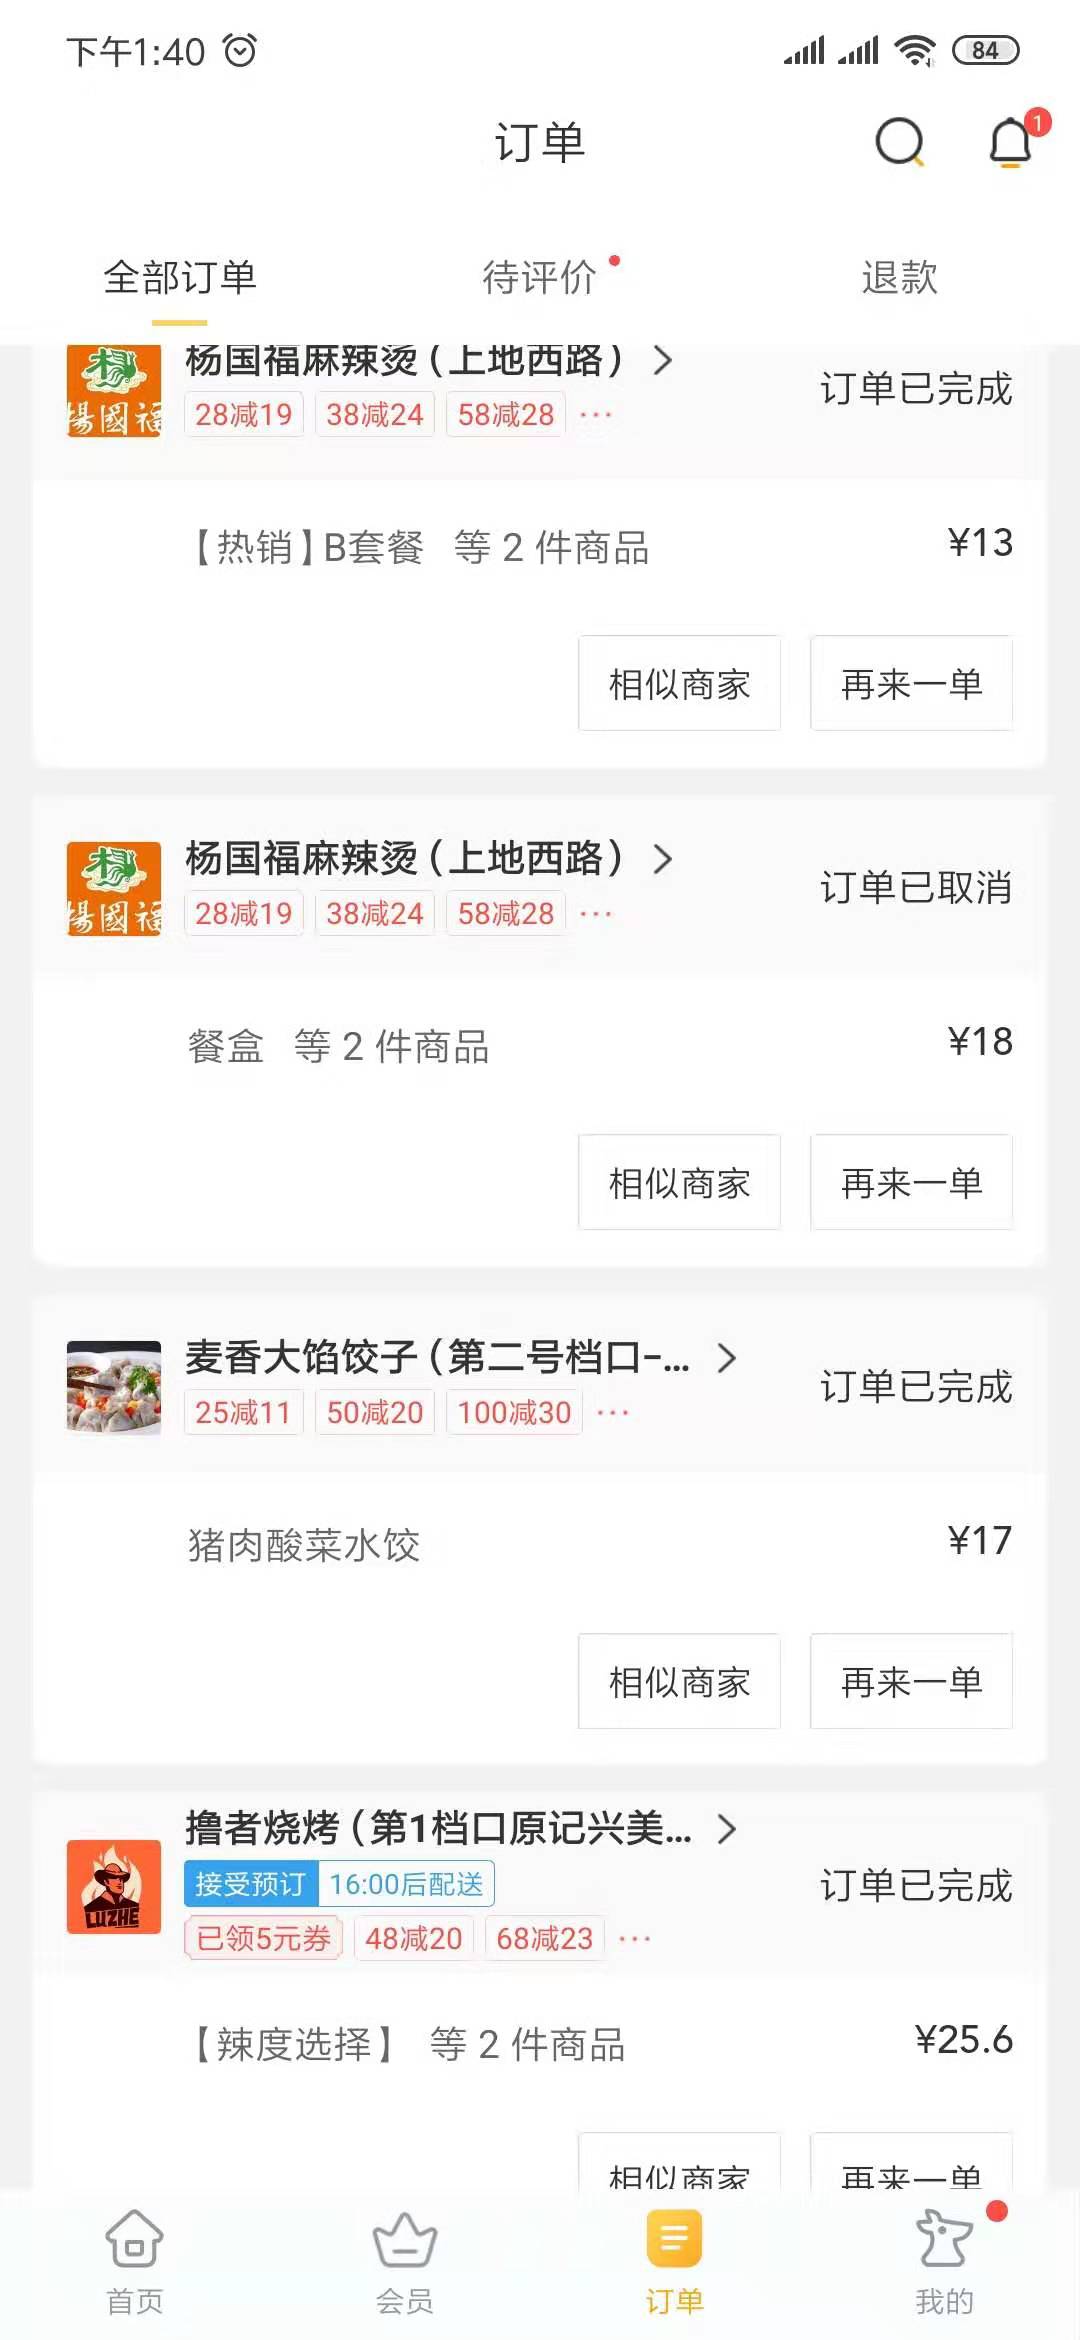 下午1:40
84
订单
1
全部订单
待评价
退款
杨国福麻辣烫（上地西路）
楊國福
28减19
38减24
58减28
...
订单已完成
【热销】B套餐 等 2 件商品
¥13
相似商家
再来一单
杨国福麻辣烫（上地西路）
楊國福
28减19
38减24
58减28
...
订单已取消
餐盒 等 2 件商品
¥18
相似商家
再来一单
麦香大馅饺子（第二号档口-...
25减11
50减20
100减30
...
订单已完成
猪肉酸菜水饺
¥17
相似商家
再来一单
撸者烧烤（第1档口原记兴美...
LUZHE
接受预订
16:00后配送
已领5元券
48减20
68减23
...
订单已完成
【辣度选择】 等 2 件商品
¥25.6
相似商家
再来一单
首页
会员
订单
我的